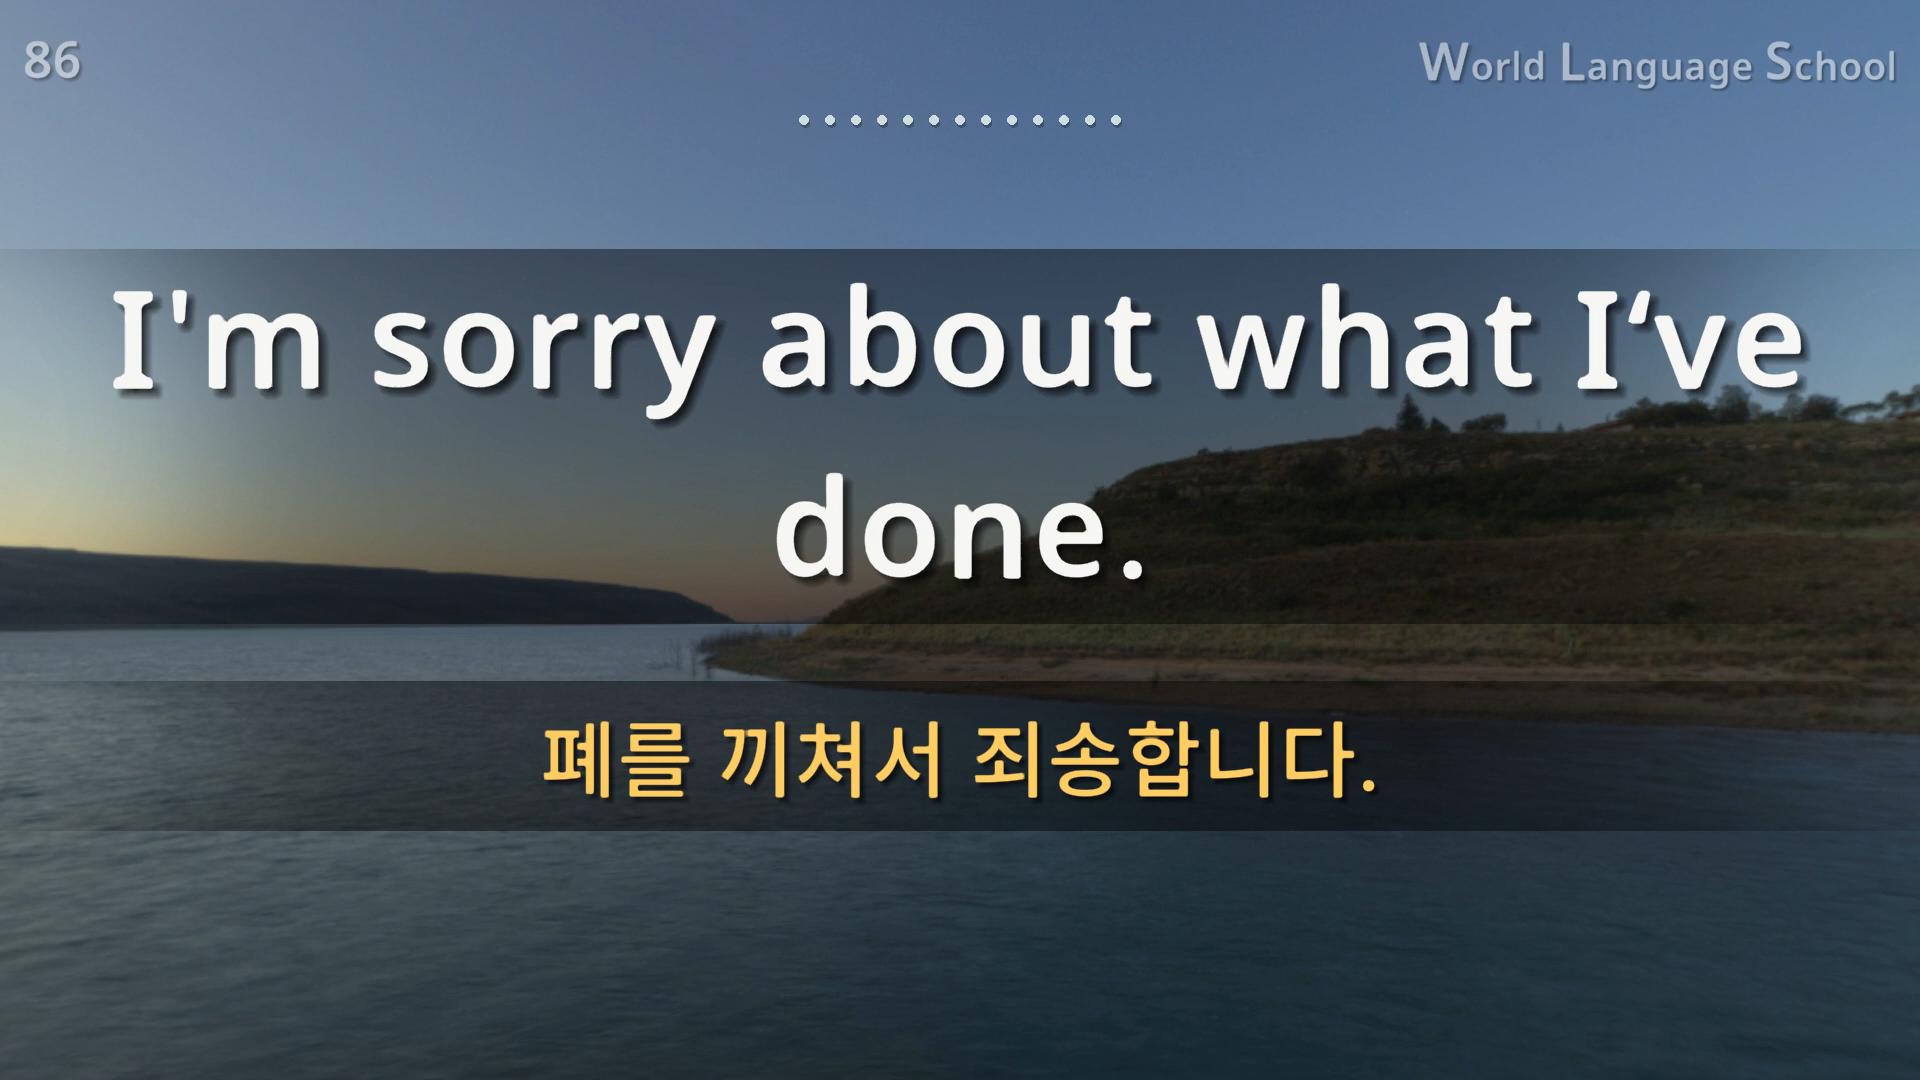 86
World Language School
I'm sorry about what I‘ve
done.
폐를 끼쳐서 죄송합니다.